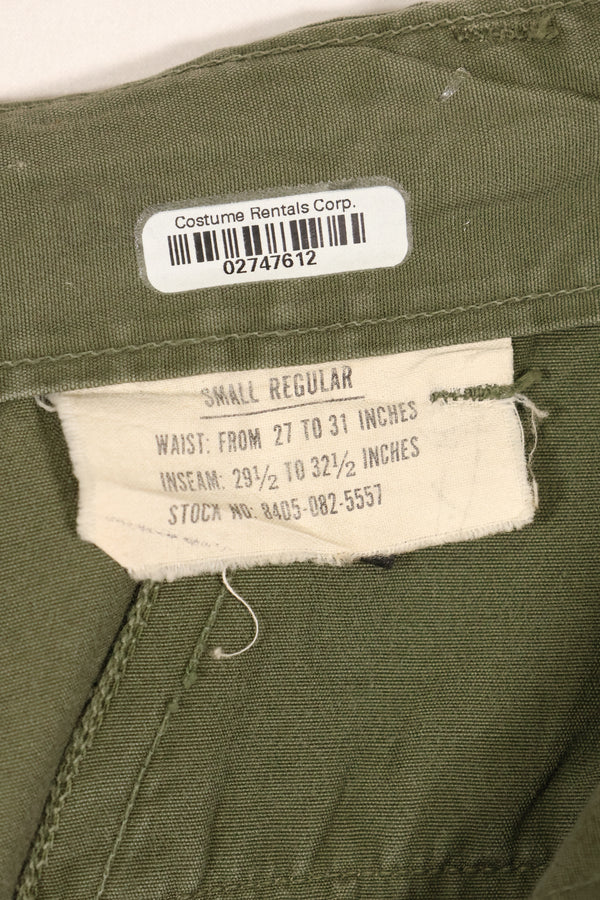 Costume Rentals Corp.
02747612
SMALL REGULAR
WAIST: FROM 27 TO 31 INCHES
INSEAM: 29½ TO 32½ INCHES
STOCK NO: 8405-082-5557